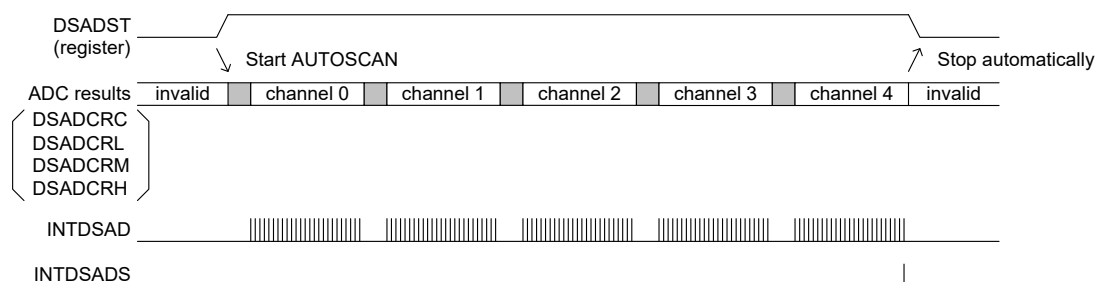 DSADST
(register)
Start AUTOSCAN
Stop automatically
ADC results invalid channel 0 channel 1 channel 2 channel 3 channel 4 invalid
DSADCRC
DSADCRL
DSADCRM
DSADCRH
INTDSAD
INTDSADS